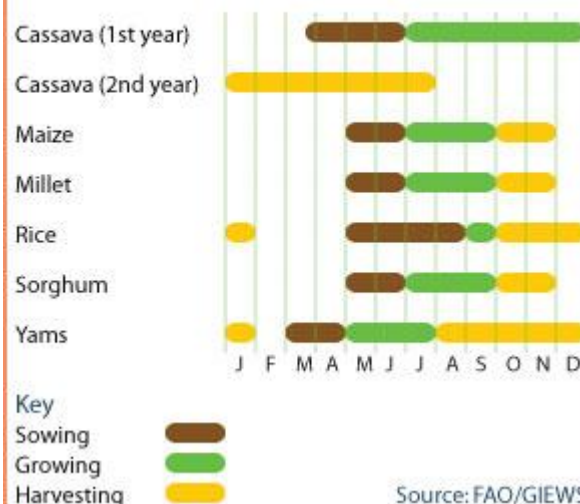 Cassava (1st year)
Cassava (2nd year)
Maize
Millet
Rice
Sorghum
Yams
J F M A M J J A S O N D
Key
Sowing
Growing
Harvesting
Source: FAO/GIEWS